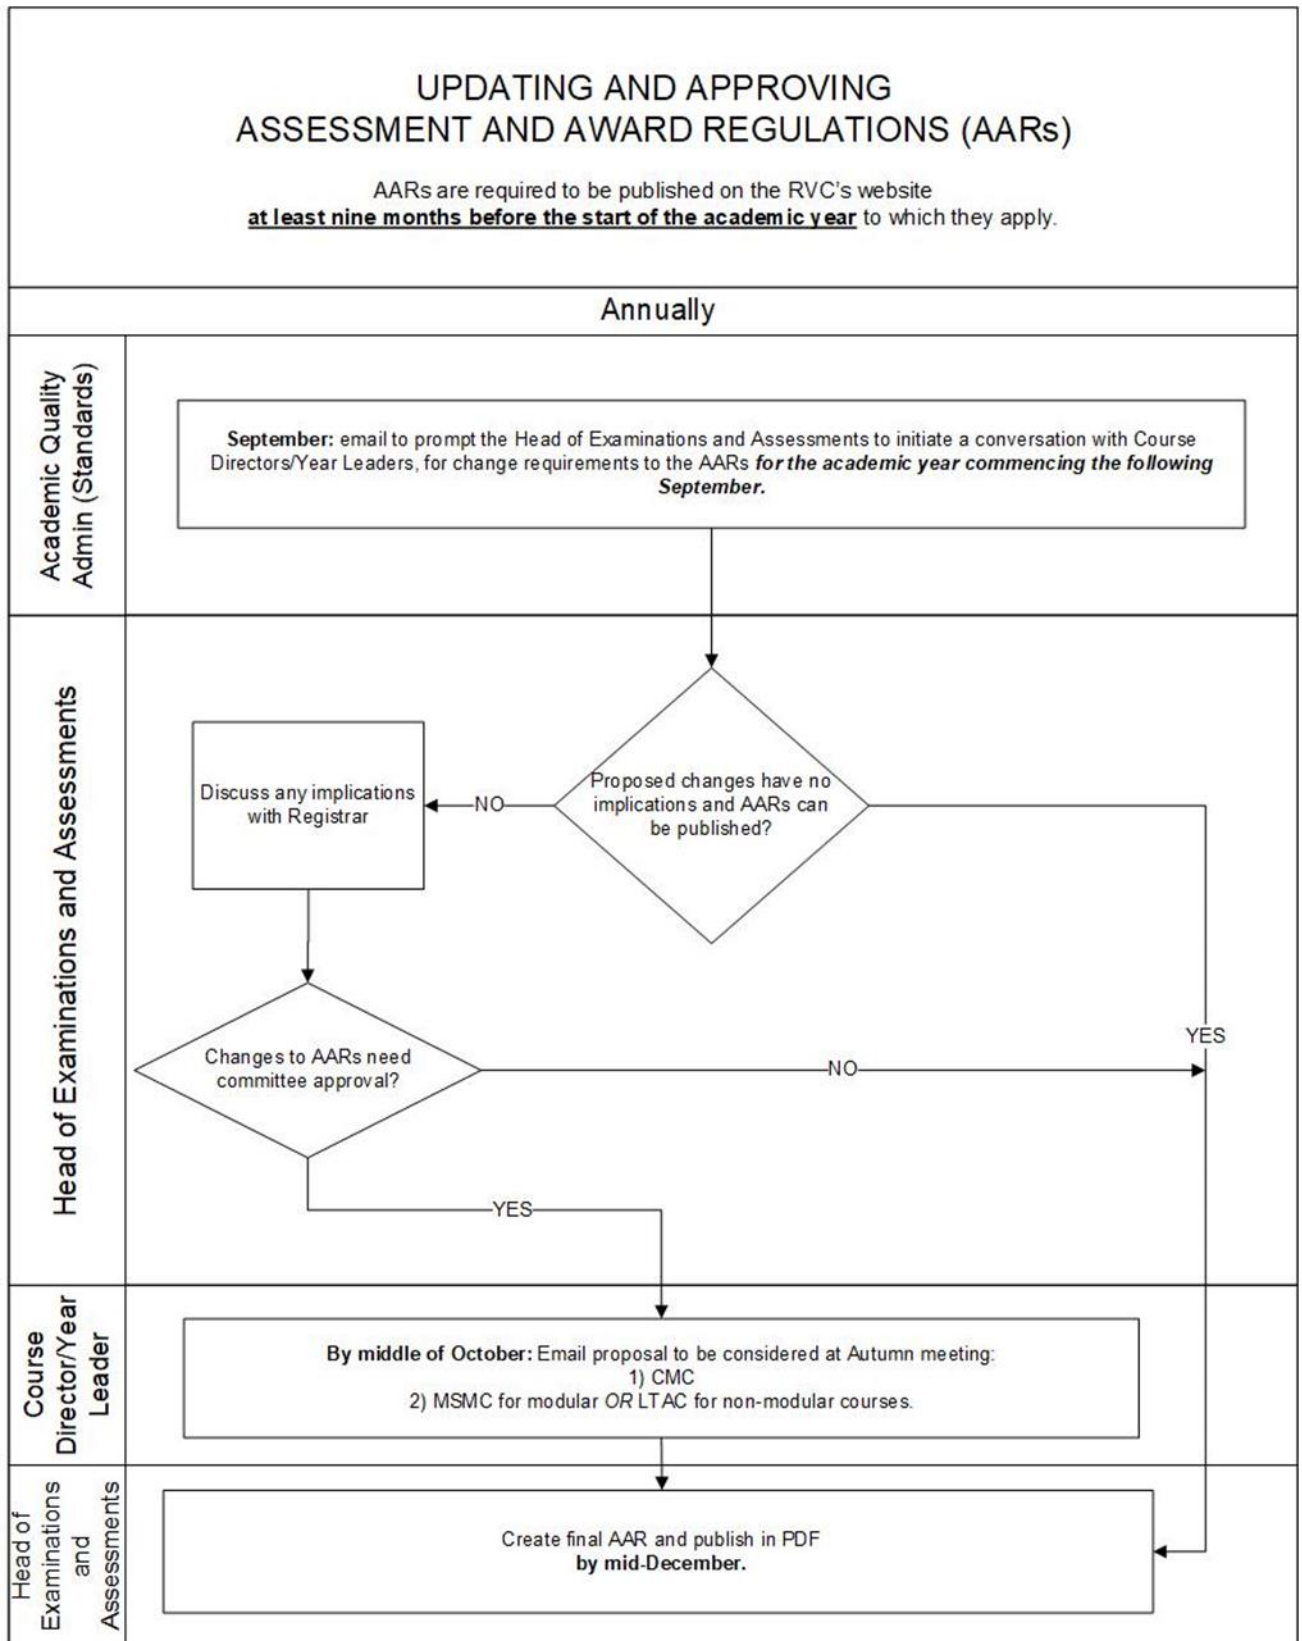 UPDATING AND APPROVING
ASSESSMENT AND AWARD REGULATIONS (AARs)
AARs are required to be published on the RVC's website
at least nine months before the start of the academic year to which they apply.
Annually
Academic Quality
Admin (Standards)
September: email to prompt the Head of Examinations and Assessments to initiate a conversation with Course
Directors/Year Leaders, for change requirements to the AARs for the academic year commencing the following
September.
Head of Examinations and Assessments
Proposed changes have no
implications and AARs can
be published?
NO
Discuss any implications
with Registrar
YES
Changes to AARs need
committee approval?
NO
YES
Course
Director/Year
Leader
By middle of October: Email proposal to be considered at Autumn meeting:
1) CMC
2) MSMC for modular OR LTAC for non-modular courses.
Head of
Examinations
and
Assessments
Create final AAR and publish in PDF
by mid-December.